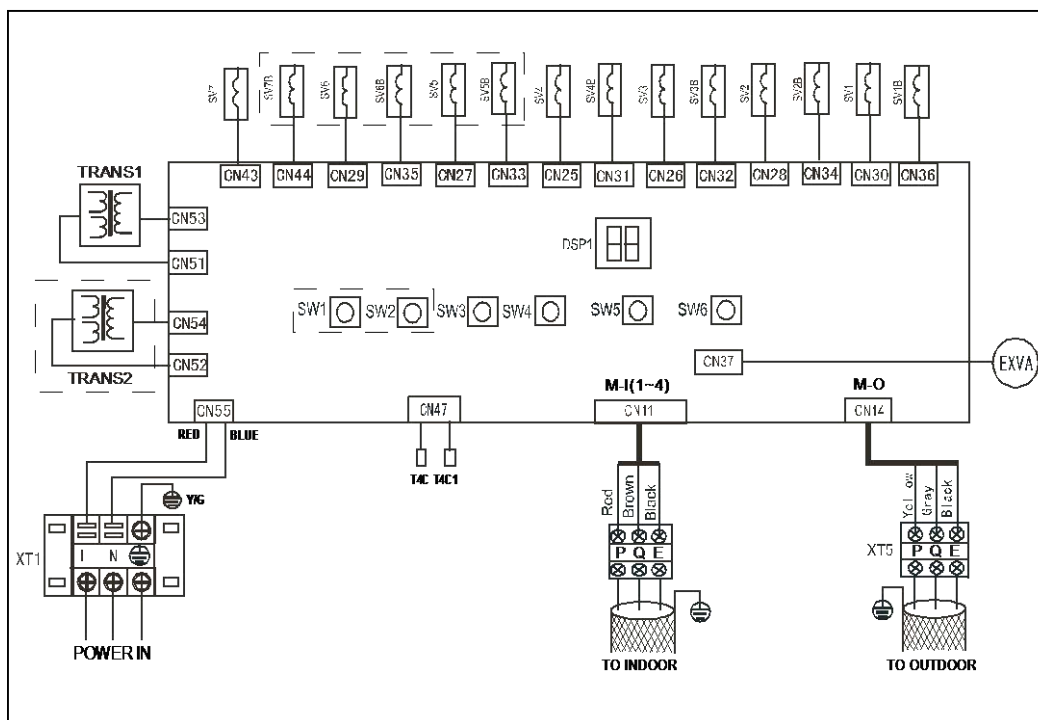 SV7 SV7B SV6 SV6B SV5 SV5B SV4 SV4B SV3 SV3B SV2 SV2B SV1 SV1B
CN43 CN44 CN29 CN35 CN27 CN33 CN25 CN31 CN26 CN32 CN28 CN34 CN30 CN36
TRANS1
CN53
CN51
DSP1
CN54
CN52
TRANS2
SW1 SW2 SW3 SW4 SW5 SW6
CN37
EXVA
M-I(1~4)
M-O
CN55 CN47 CN11 CN14
RED BLUE
T4C T4C1
Y/G
XT1
N
POWER IN
Red Brown Black
P Q E
TO INDOOR
Yellow Gray Black
XT5
P Q E
TO OUTDOOR